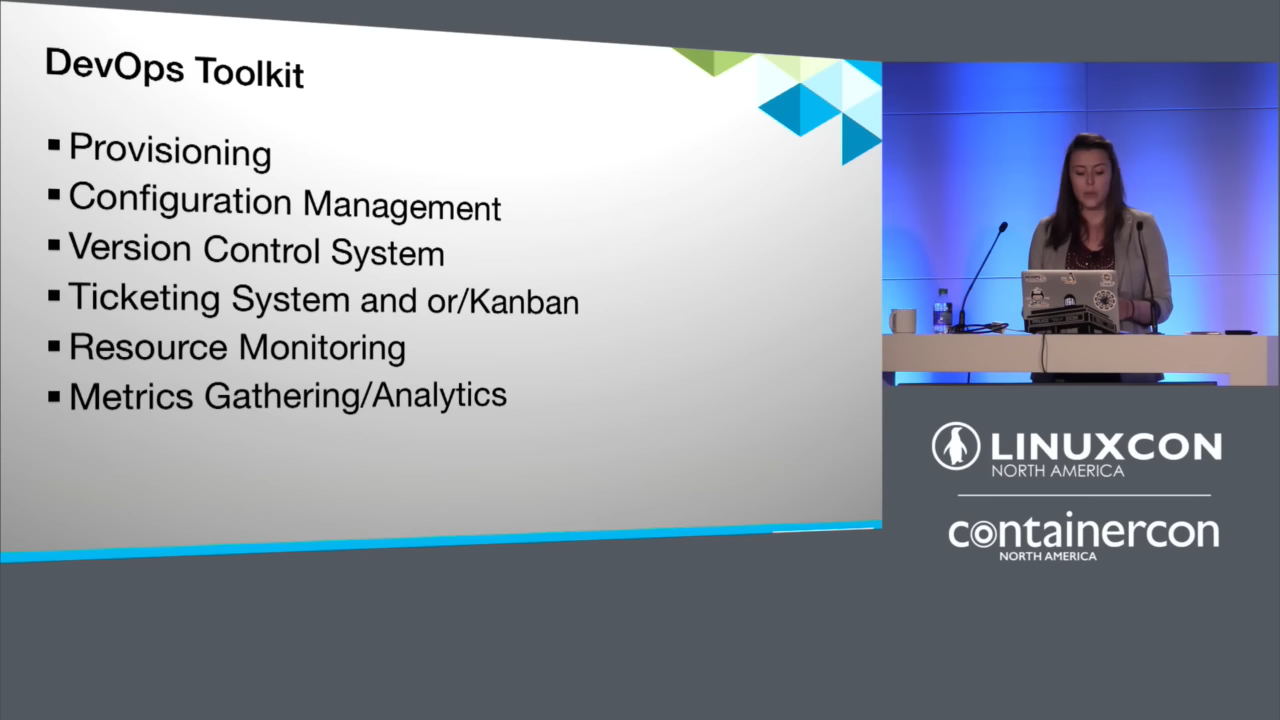 DevOps Toolkit
Provisioning
Configuration Management
Version Control System
Ticketing System and or/Kanban
Resource Monitoring
Metrics Gathering/Analytics
LINUXCON
NORTH AMERICA
containercon
NORTH AMERICA